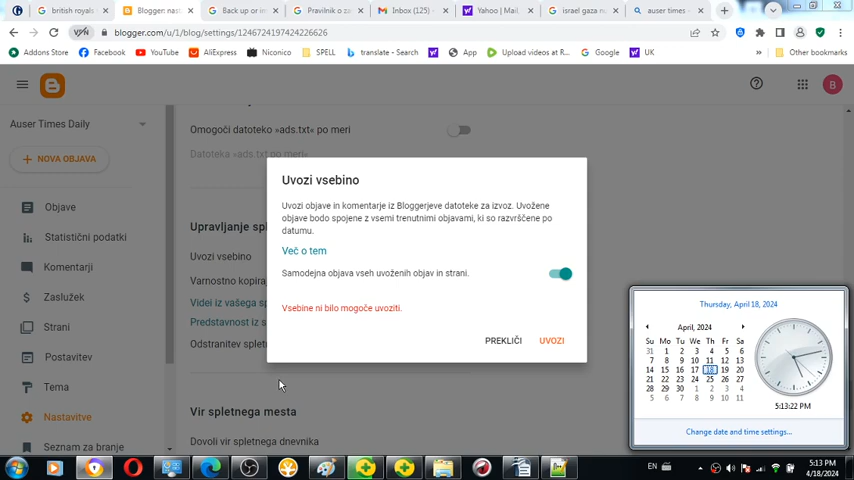 british royals
Blogger: nast
Back up or im
Pravilnik o za
Inbox (125)
Yahoo | Mail,
israel gaza nu
auser times -
VPN
blogger.com/u/1/blog/settings/1246724197424226626
Addons Store
Facebook
YouTube
AliExpress
Niconico
SPELL
translate - Search
App
Upload videos at R...
Google
UK
»
Other bookmarks
B
Auser Times Daily
NOVA OBJAVA
Objave
Statistični podatki
Komentarji
Zaslužek
Strani
Postavitev
Tema
Nastavitve
Seznam za branje
Omogoči datoteko »ads.txt« po meri
Datoteka »ads.txt po meri«
Upravljanje spl
Uvozi vsebino
Varnostno kopiraj
Videi iz vašega sp
Predstavnost iz s
Odstranitev spletn
Vir spletnega mesta
Dovoli vir spletnega dnevnika
Uvozi vsebino
Uvozi objave in komentarje iz Bloggerjeve datoteke za izvoz. Uvožene
objave bodo spojene z vsemi trenutnimi objavami, ki so razvrščene po
datumu.
Več o tem
Samodejna objava vseh uvoženih objav in strani.
Vsebine ni bilo mogoče uvoziti.
PREKLIČI UVOZI
Thursday, April 18, 2024
April, 2024
Su Mo Tu We Th Fr Sa
31 1 2 3 4 5 6
7 8 9 10 11 12 13
14 15 16 17 18 19 20
21 22 23 24 25 26 27
28 29 30 1 2 3 4
5 6 7 8 9 10 11
5:13:22 PM
Change date and time settings...
EN
5:13 PM
4/18/2024